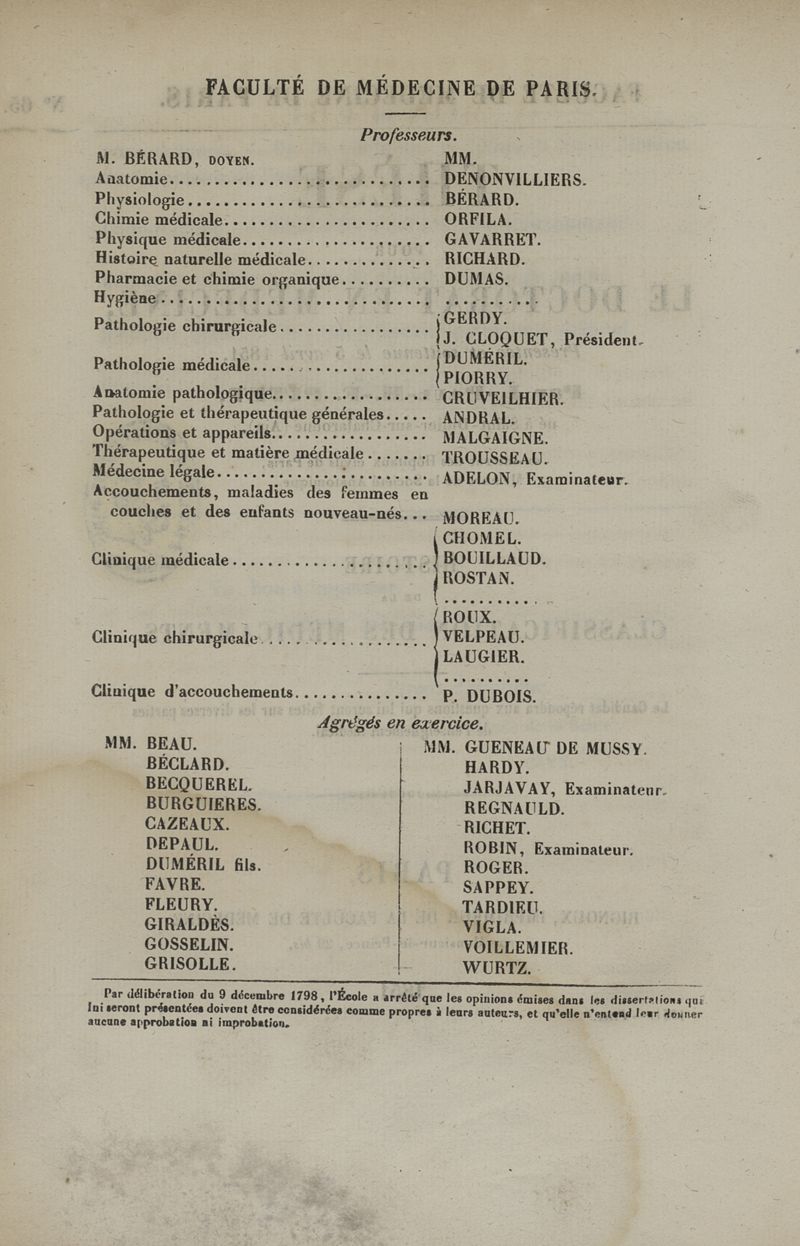 FACULTÉ DE MÉDECINE DE PARIS.
Professeurs.
M. BÉRARD, DOYEN. MM.
Anatomie.............................. DENONVILLIERS.
Physiologie........................... BÉRARD.
Chimie médicale....................... ORFILA.
Physique médicale..................... GAVARRET.
Histoire naturelle médicale.............. RICHARD.
Pharmacie et chimie organique.......... DUMAS.
Hygiène.............................. ...........
Pathologie chirurgicale................. GERDY.
J. CLOQUET, Président.
Pathologie médicale.................... DUMÉRIL.
PIORRY.
Anatomie pathologique.................. CRUVEILHIER.
Pathologie et thérapeutique générales..... ANDRAL.
Opérations et appareils................. MALGAIGNE.
Thérapeutique et matière médicale....... TROUSSEAU.
Médecine légale........................ ADELON, Examinateur.
Accouchements, maladies des femmes en
couches et des enfants nouveau-nés... MOREAU.
Clinique médicale...................... CHOMEL.
BOUILLAUD.
ROSTAN.
...........
Clinique chirurgicale................... ROUX.
VELPEAU.
LAUGIER.
..........
Clinique d'accouchements............... P. DUBOIS.
Agrégés en exercice.
MM. BEAU.
BÉCLARD.
BECQUEREL.
BURGUIERES.
CAZEAUX.
DEPAUL.
DUMÉRIL fils.
FAVRE.
FLEURY.
GIRALDÈS.
GOSSELIN.
GRISOLLE.
MM. GUENEAU DE MUSSY.
HARDY.
JARJAVAY, Examinateur.
REGNAULD.
RICHET.
ROBIN, Examinateur.
ROGER.
SAPPEY.
TARDIEU.
VIGLA.
VOILLEMIER.
WURTZ.
Par délibération du 9 décembre 1798, l'École a arrêté que les opinions émises dans les dissertations qui
lui seront présentées doivent être considérées comme propres à leurs auteurs, et qu'elle n'entend leur donner
aucune approbation ni improbation.